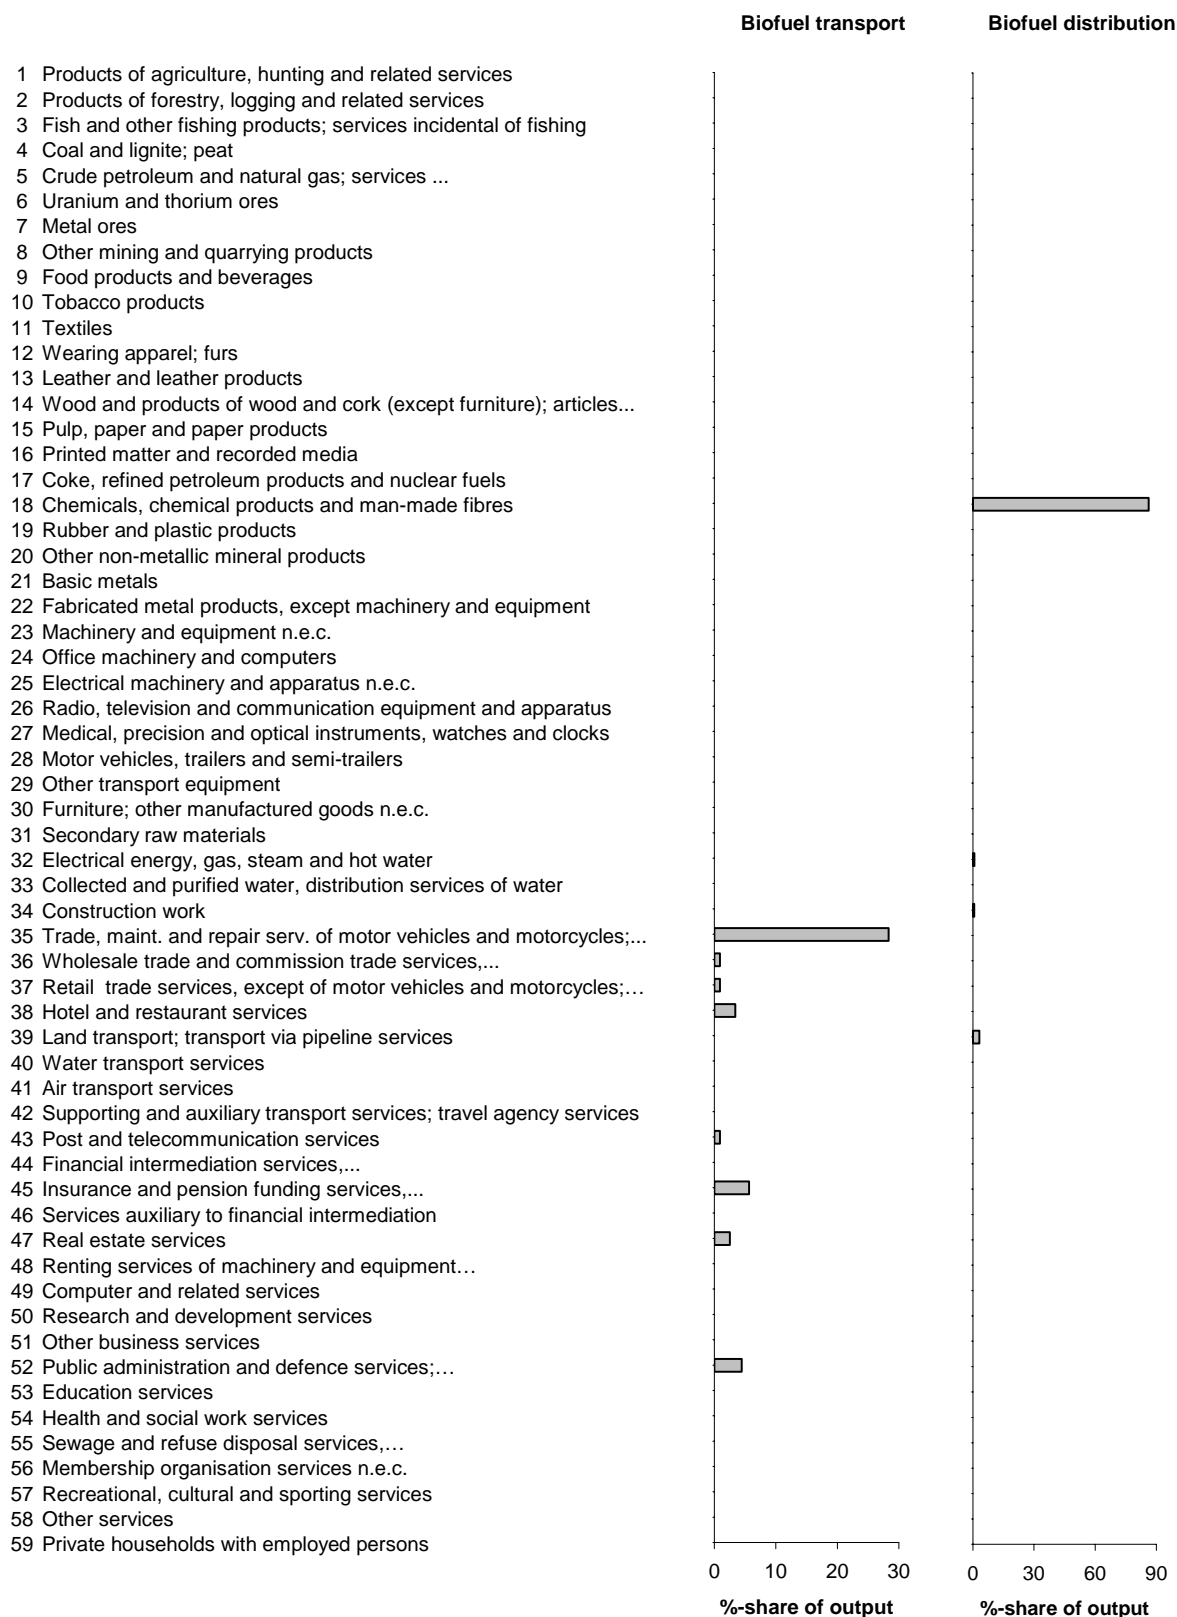 Biofuel transport Biofuel distribution
1 Products of agriculture, hunting and related services
2 Products of forestry, logging and related services
3 Fish and other fishing products; services incidental of fishing
4 Coal and lignite; peat
5 Crude petroleum and natural gas; services ...
6 Uranium and thorium ores
7 Metal ores
8 Other mining and quarrying products
9 Food products and beverages
10 Tobacco products
11 Textiles
12 Wearing apparel; furs
13 Leather and leather products
14 Wood and products of wood and cork (except furniture); articles...
15 Pulp, paper and paper products
16 Printed matter and recorded media
17 Coke, refined petroleum products and nuclear fuels
18 Chemicals, chemical products and man-made fibres
19 Rubber and plastic products
20 Other non-metallic mineral products
21 Basic metals
22 Fabricated metal products, except machinery and equipment
23 Machinery and equipment n.e.c.
24 Office machinery and computers
25 Electrical machinery and apparatus n.e.c.
26 Radio, television and communication equipment and apparatus
27 Medical, precision and optical instruments, watches and clocks
28 Motor vehicles, trailers and semi-trailers
29 Other transport equipment
30 Furniture; other manufactured goods n.e.c.
31 Secondary raw materials
32 Electrical energy, gas, steam and hot water
33 Collected and purified water, distribution services of water
34 Construction work
35 Trade, maint. and repair serv. of motor vehicles and motorcycles;...
36 Wholesale trade and commission trade services,...
37 Retail  trade services, except of motor vehicles and motorcycles;…
38 Hotel and restaurant services
39 Land transport; transport via pipeline services
40 Water transport services
41 Air transport services
42 Supporting and auxiliary transport services; travel agency services
43 Post and telecommunication services
44 Financial intermediation services,...
45 Insurance and pension funding services,...
46 Services auxiliary to financial intermediation
47 Real estate services
48 Renting services of machinery and equipment…
49 Computer and related services
50 Research and development services
51 Other business services
52 Public administration and defence services;…
53 Education services
54 Health and social work services
55 Sewage and refuse disposal services,…
56 Membership organisation services n.e.c.
57 Recreational, cultural and sporting services
58 Other services
59 Private households with employed persons
0 10 20 30 0 30 60 90
%-share of output %-share of output